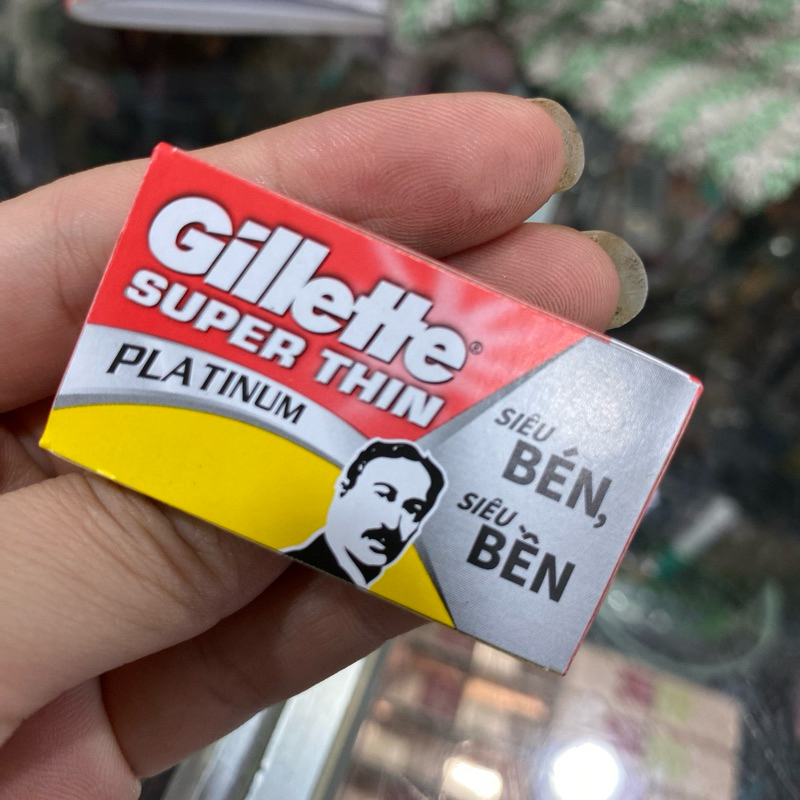 Gillette®
SUPER THIN
PLATINUM
SIÊU
BÉN,
SIÊU
BỀN